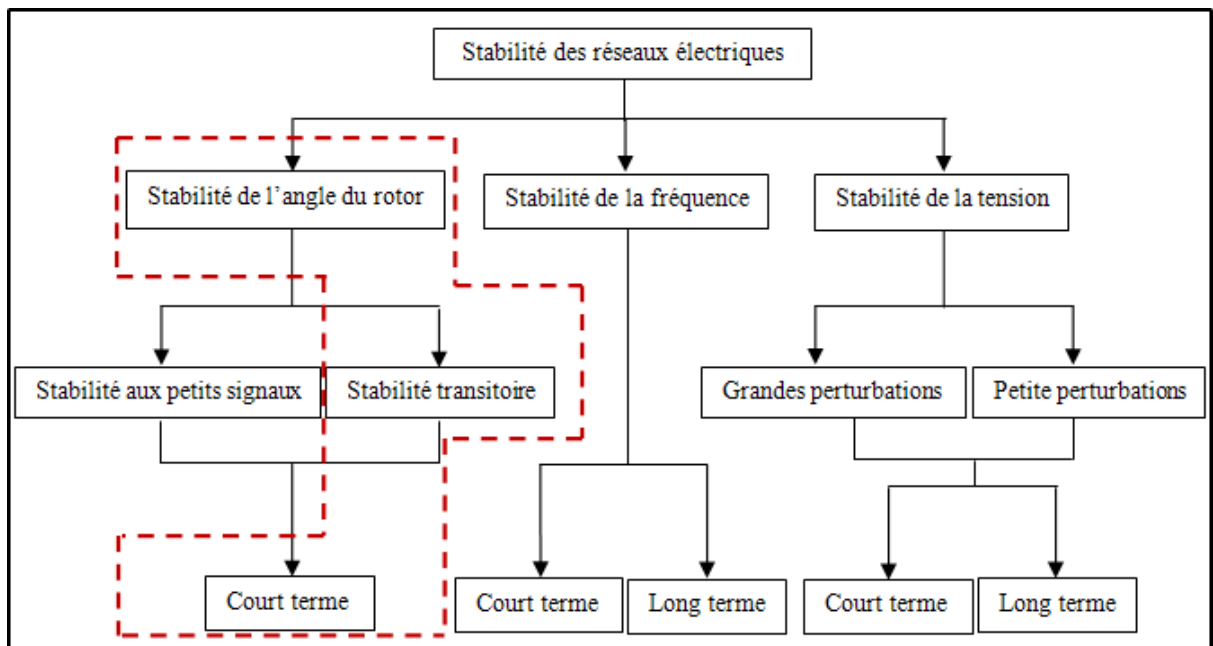 Stabilité des réseaux électriques
Stabilité de l’angle du rotor
Stabilité de la fréquence
Stabilité de la tension
Stabilité aux petits signaux
Stabilité transitoire
Grandes perturbations
Petite perturbations
Court terme
Court terme
Long terme
Court terme
Long terme